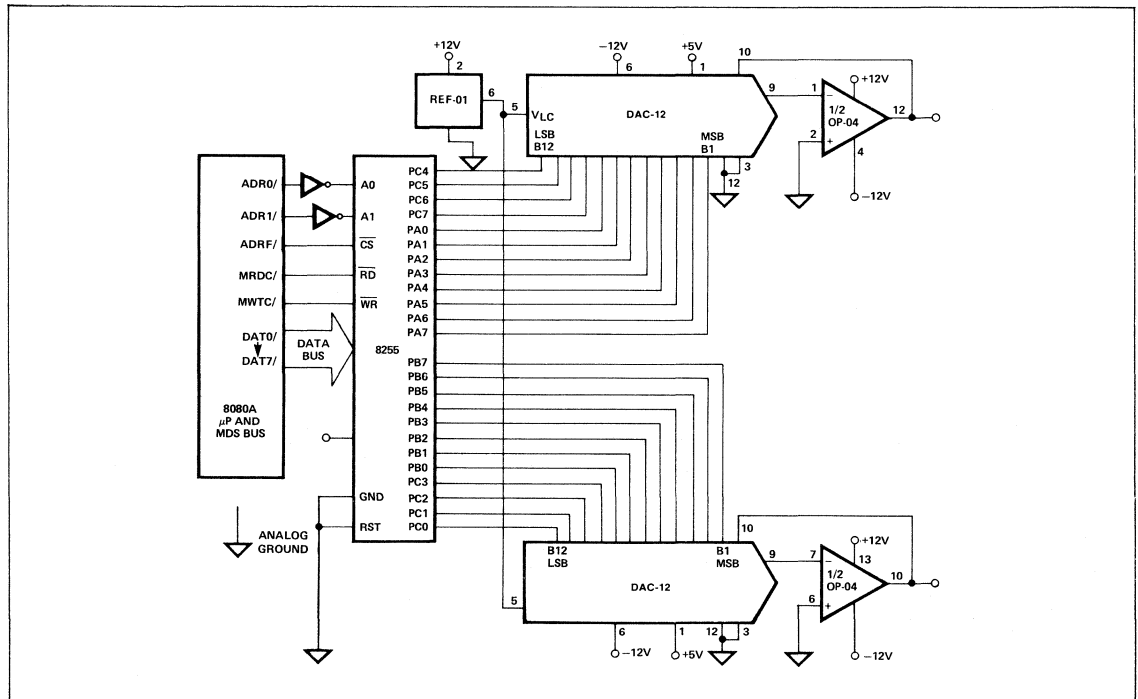 +12V
2
REF-01
6
−12V
6
+5V
1
10
5
VLC
DAC-12
LSB
B12
MSB
B1
12
3
9
1
−
+12V
1/2
OP-04
12
2
+
4
−12V
ADR0/
A0
ADR1/
A1
ADRF/
CS
MRDC/
RD
MWTC/
WR
DAT0/
DAT7/
DATA
BUS
8255
8080A
μP AND
MDS BUS
GND
RST
ANALOG
GROUND
PC4
PC5
PC6
PC7
PA0
PA1
PA2
PA3
PA4
PA5
PA6
PA7
PB7
PB6
PB5
PB4
PB3
PB2
PB1
PB0
PC3
PC2
PC1
PC0
10
B12
LSB
B1
MSB
DAC-12
5
6
−12V
1
+5V
12
3
9
7
−
+12V
13
1/2
OP-04
10
6
+
−12V